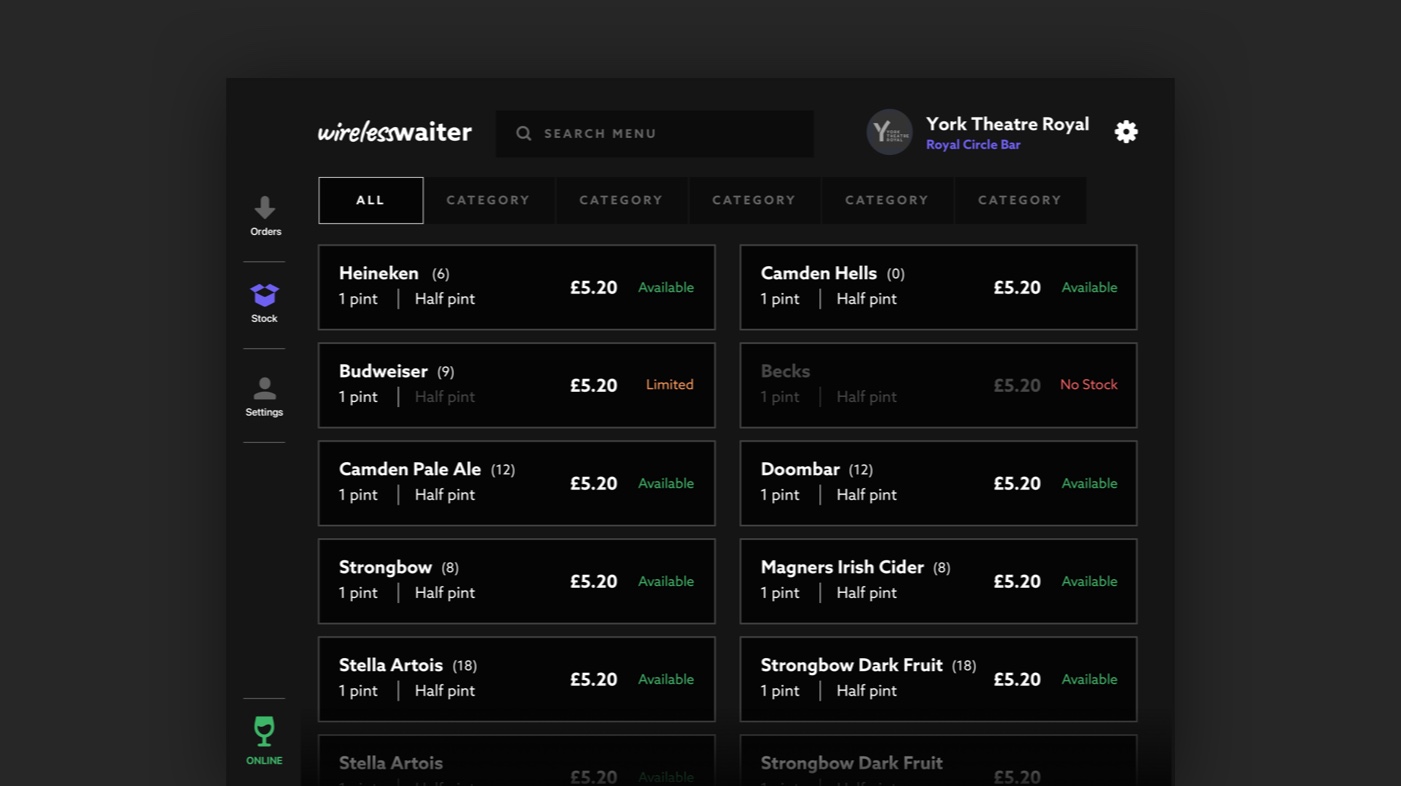 wirelesswaiter
SEARCH MENU
YORK THEATRE ROYAL
York Theatre Royal
Royal Circle Bar
ALL
CATEGORY
CATEGORY
CATEGORY
CATEGORY
CATEGORY
Orders
Stock
Settings
ONLINE
Heineken (6)
1 pint | Half pint
£5.20 Available
Camden Hells (0)
1 pint | Half pint
£5.20 Available
Budweiser (9)
1 pint | Half pint
£5.20 Limited
Becks
1 pint | Half pint
£5.20 No Stock
Camden Pale Ale (12)
1 pint | Half pint
£5.20 Available
Doombar (12)
1 pint | Half pint
£5.20 Available
Strongbow (8)
1 pint | Half pint
£5.20 Available
Magners Irish Cider (8)
1 pint | Half pint
£5.20 Available
Stella Artois (18)
1 pint | Half pint
£5.20 Available
Strongbow Dark Fruit (18)
1 pint | Half pint
£5.20 Available
Stella Artois
£5.20 Available
Strongbow Dark Fruit
£5.20